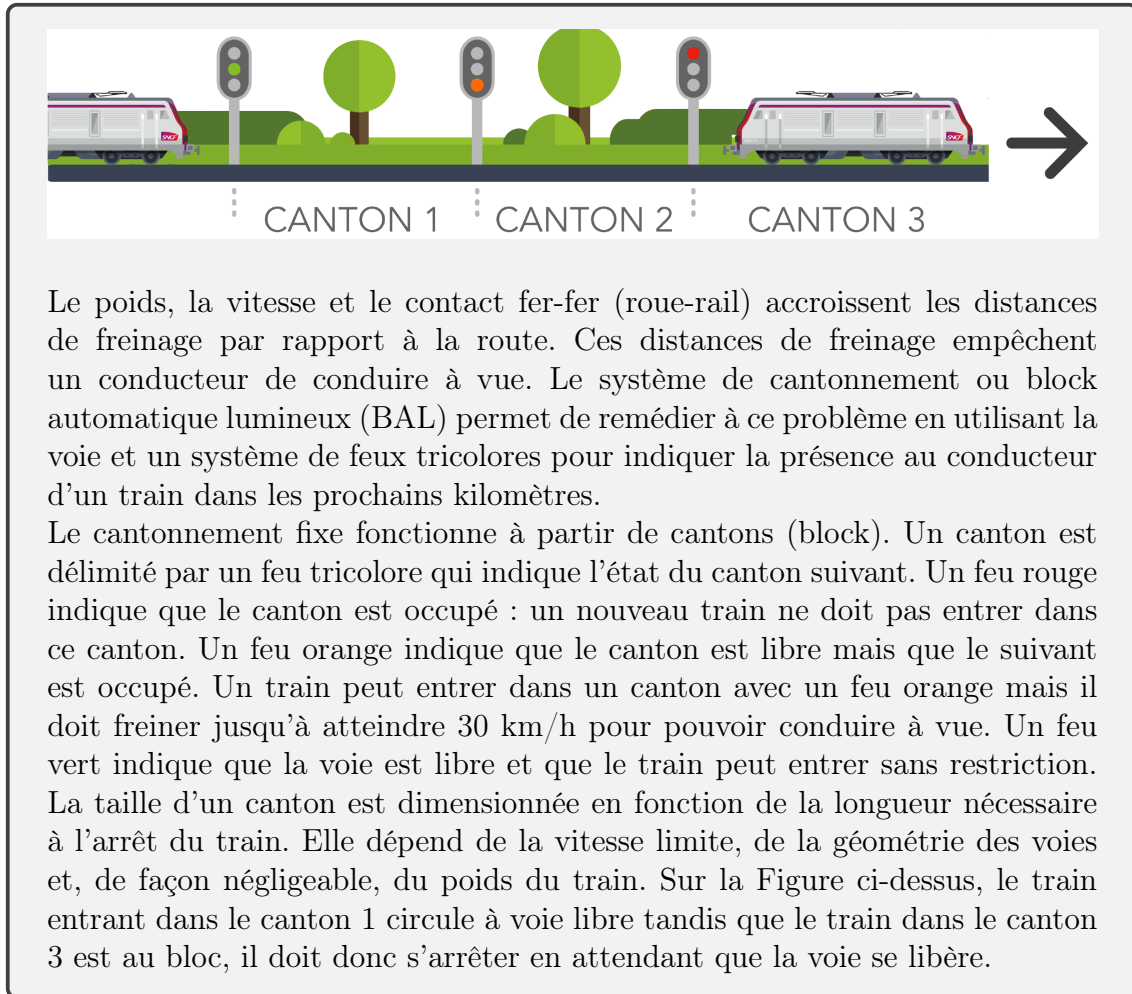 SNCF
SNCF
CANTON 1
CANTON 2
CANTON 3
Le poids, la vitesse et le contact fer-fer (roue-rail) accroissent les distances
de freinage par rapport à la route. Ces distances de freinage empêchent
un conducteur de conduire à vue. Le système de cantonnement ou block
automatique lumineux (BAL) permet de remédier à ce problème en utilisant la
voie et un système de feux tricolores pour indiquer la présence au conducteur
d'un train dans les prochains kilomètres.
Le cantonnement fixe fonctionne à partir de cantons (block). Un canton est
délimité par un feu tricolore qui indique l'état du canton suivant. Un feu rouge
indique que le canton est occupé : un nouveau train ne doit pas entrer dans
ce canton. Un feu orange indique que le canton est libre mais que le suivant
est occupé. Un train peut entrer dans un canton avec un feu orange mais il
doit freiner jusqu'à atteindre 30 km/h pour pouvoir conduire à vue. Un feu
vert indique que la voie est libre et que le train peut entrer sans restriction.
La taille d'un canton est dimensionnée en fonction de la longueur nécessaire
à l'arrêt du train. Elle dépend de la vitesse limite, de la géométrie des voies
et, de façon négligeable, du poids du train. Sur la Figure ci-dessus, le train
entrant dans le canton 1 circule à voie libre tandis que le train dans le canton
3 est au bloc, il doit donc s'arrêter en attendant que la voie se libère.